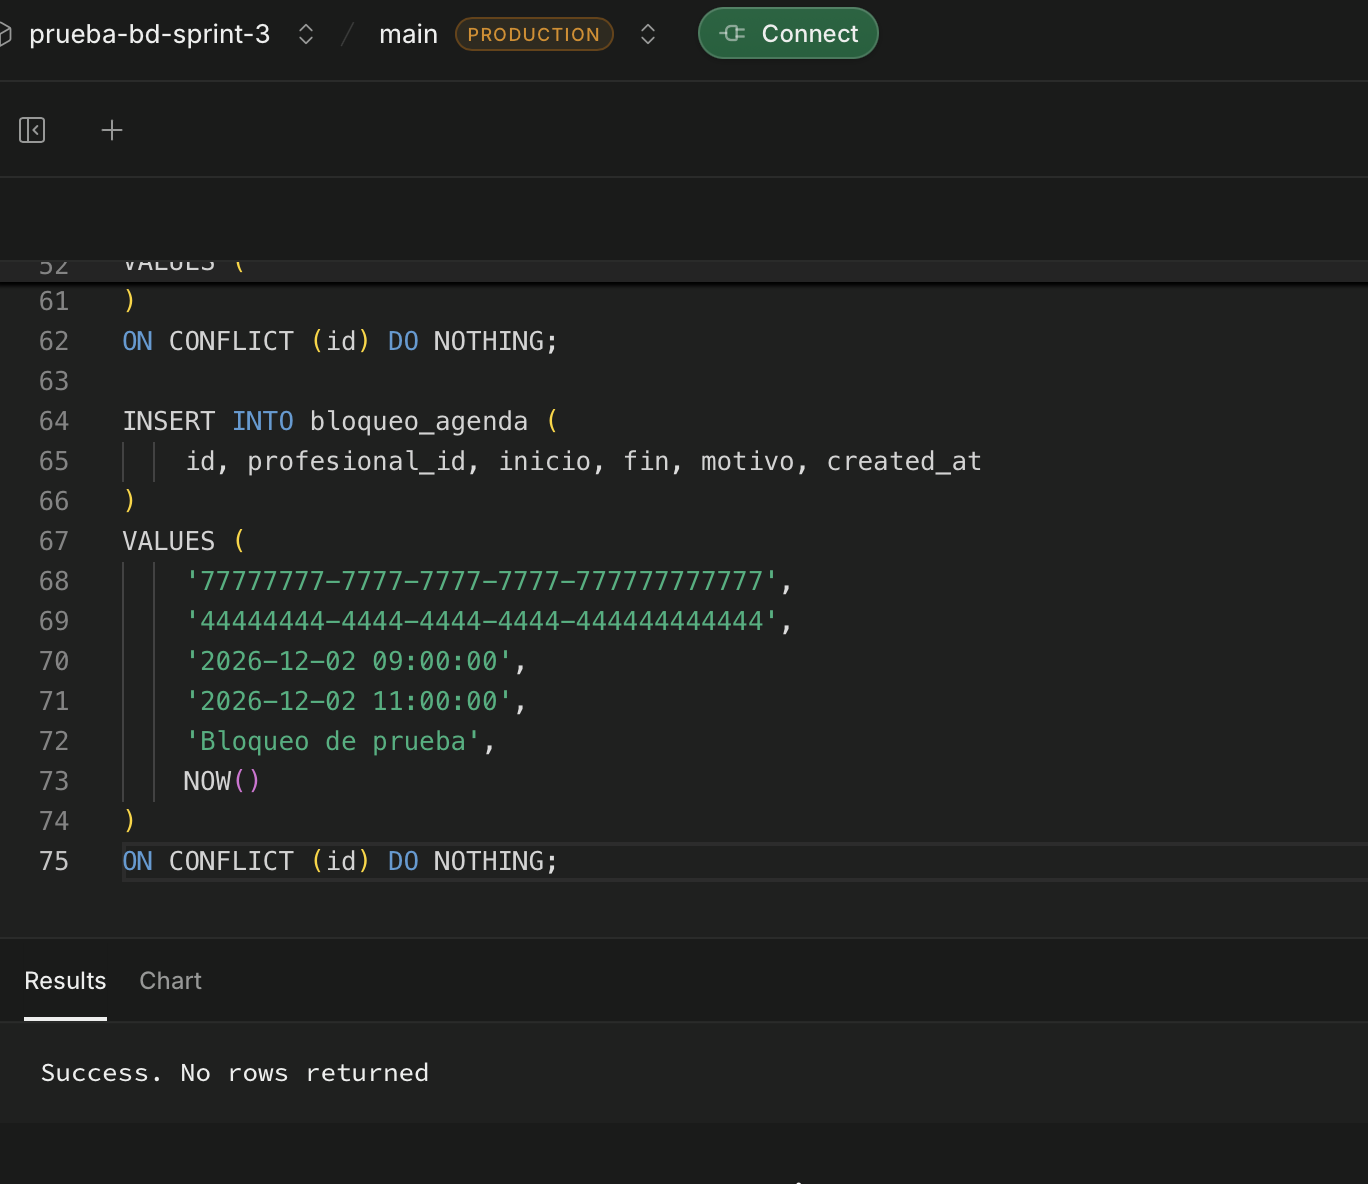 prueba-bd-sprint-3 / main PRODUCTION Connect
52 VALUES (
61 )
62 ON CONFLICT (id) DO NOTHING;
63
64 INSERT INTO bloqueo_agenda (
65 id, profesional_id, inicio, fin, motivo, created_at
66 )
67 VALUES (
68 '77777777-7777-7777-7777-777777777777',
69 '44444444-4444-4444-4444-444444444444',
70 '2026-12-02 09:00:00',
71 '2026-12-02 11:00:00',
72 'Bloqueo de prueba',
73 NOW()
74 )
75 ON CONFLICT (id) DO NOTHING;
Results Chart
Success. No rows returned